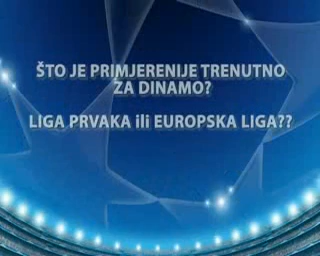 ŠTO JE PRIMJERENIJE TRENUTNO
ZA DINAMO?
LIGA PRVAKA ili EUROPSKA LIGA??